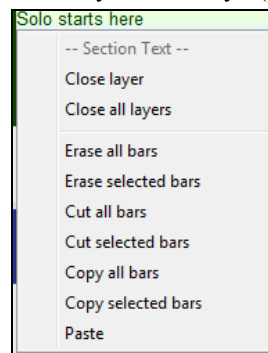 Solo starts here
-- Section Text --
Close layer
Close all layers
Erase all bars
Erase selected bars
Cut all bars
Cut selected bars
Copy all bars
Copy selected bars
Paste